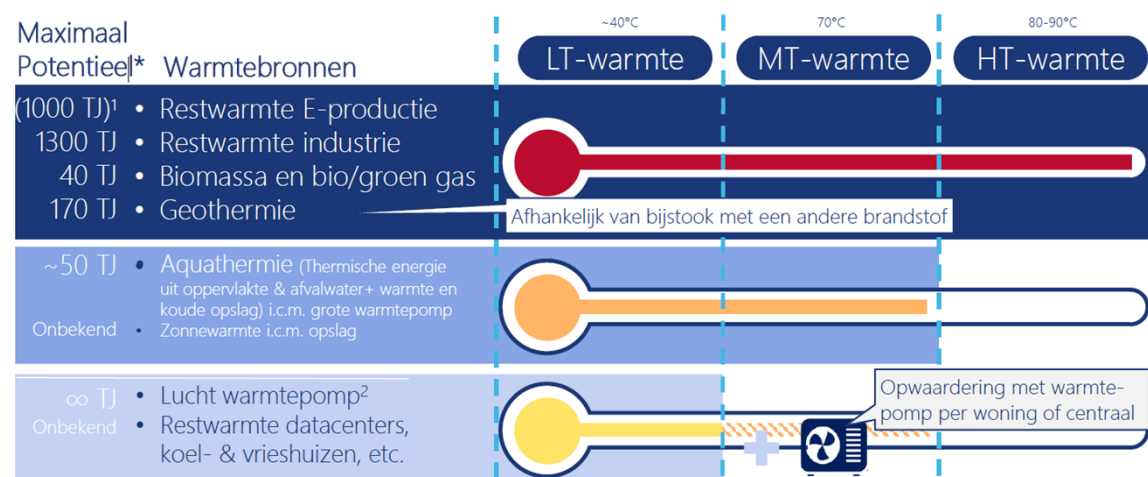 ~40°C 70°C 80-90°C
Maximaal
Potentieel* Warmtebronnen
LT-warmte MT-warmte HT-warmte
(1000 TJ)¹ • Restwarmte E-productie
1300 TJ • Restwarmte industrie
40 TJ • Biomassa en bio/groen gas
170 TJ • Geothermie
Afhankelijk van bijstook met een andere brandstof
~50 TJ • Aquathermie (Thermische energie
uit oppervlakte & afvalwater+ warmte en
koude opslag) i.c.m. grote warmtepomp
Onbekend • Zonnewarmte i.c.m. opslag
∞ TJ • Lucht warmtepomp²
Onbekend • Restwarmte datacenters,
koel- & vrieshuizen, etc.
Opwaardering met warmte-
pomp per woning of centraal